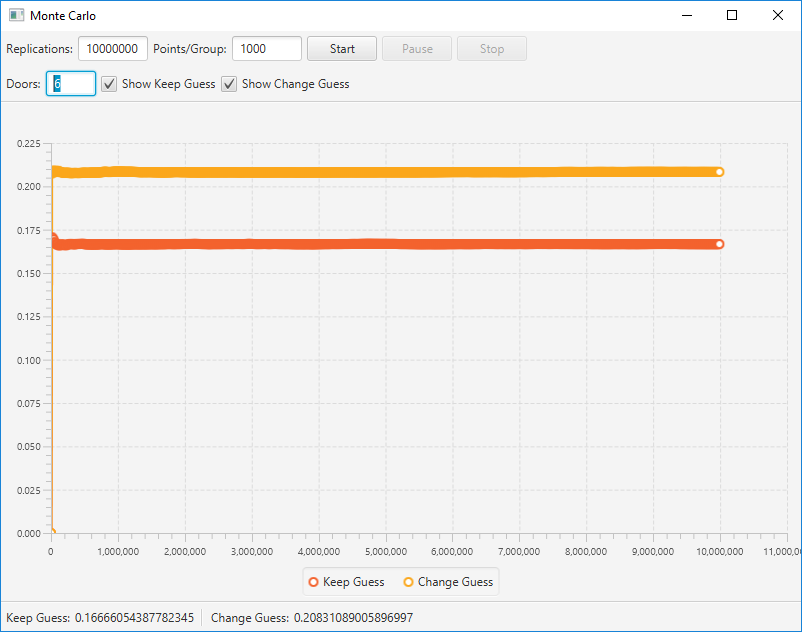 Monte Carlo
Replications: 10000000 Points/Group: 1000 Start Pause Stop
Doors: 6 Show Keep Guess Show Change Guess
0.225
0.200
0.175
0.150
0.125
0.100
0.075
0.050
0.025
0.000
0 1,000,000 2,000,000 3,000,000 4,000,000 5,000,000 6,000,000 7,000,000 8,000,000 9,000,000 10,000,000 11,000,00
Keep Guess Change Guess
Keep Guess: 0.16666054387782345 Change Guess: 0.20831089005896997